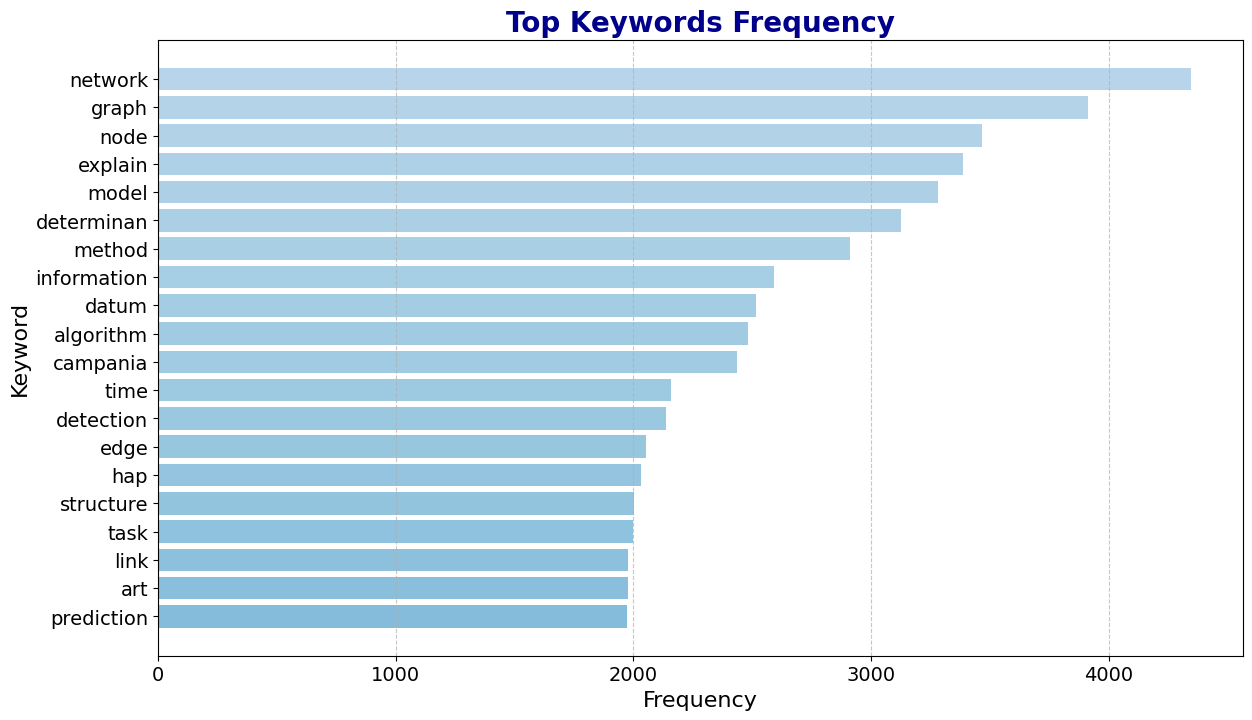 Top Keywords Frequency
Keyword
network
graph
node
explain
model
determinan
method
information
datum
algorithm
campania
time
detection
edge
hap
structure
task
link
art
prediction
0 1000 2000 3000 4000
Frequency